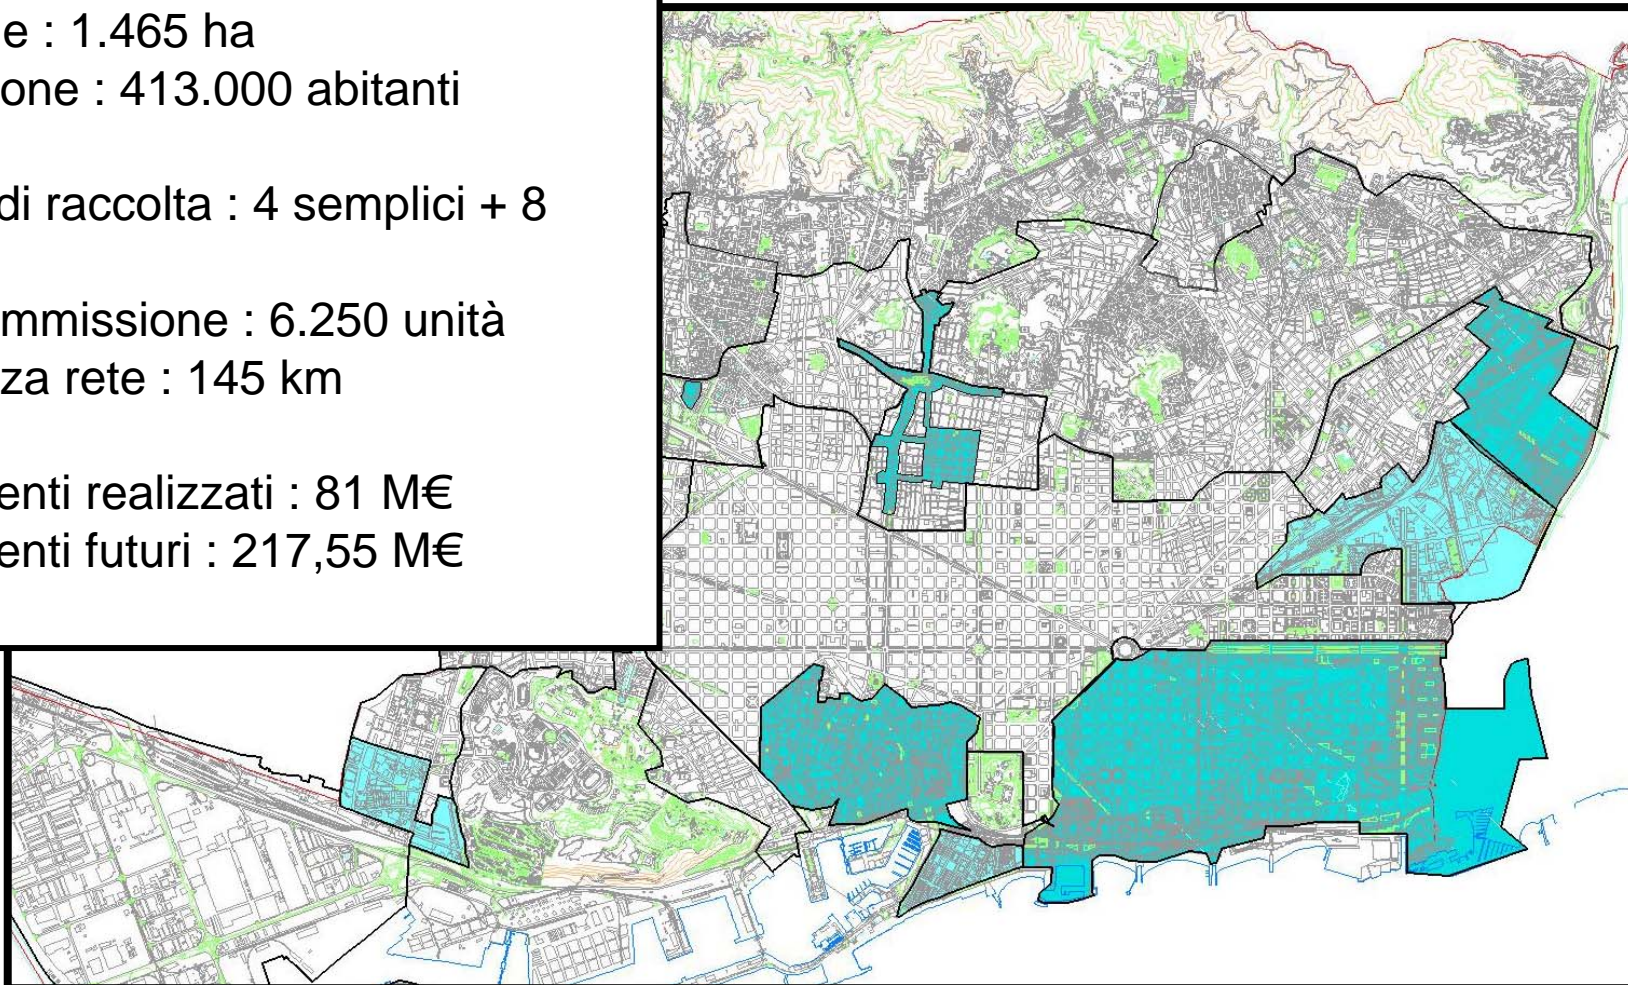 e : 1.465 ha
one : 413.000 abitanti
di raccolta : 4 semplici + 8
mmissione : 6.250 unità
za rete : 145 km
enti realizzati : 81 M€
enti futuri : 217,55 M€